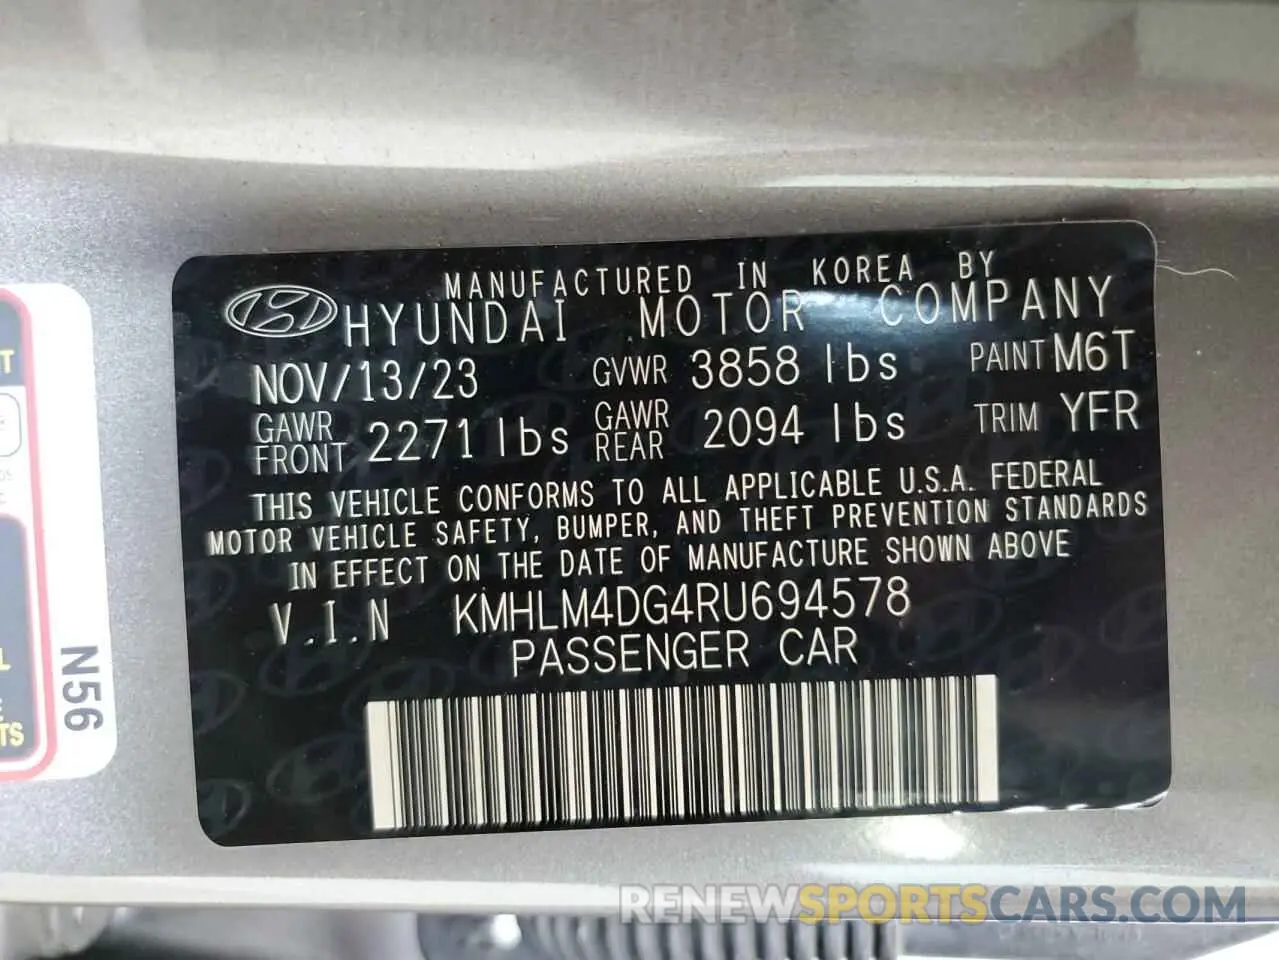 MANUFACTURED IN KOREA BY
HYUNDAI MOTOR COMPANY
NOV/13/23 GVWR 3858 lbs PAINT M6T
GAWR FRONT 2271 lbs GAWR REAR 2094 lbs TRIM YFR
THIS VEHICLE CONFORMS TO ALL APPLICABLE U.S.A. FEDERAL
MOTOR VEHICLE SAFETY, BUMPER, AND THEFT PREVENTION STANDARDS
IN EFFECT ON THE DATE OF MANUFACTURE SHOWN ABOVE
V.I.N KMHLM4DG4RU694578
PASSENGER CAR
N56
RENEWSPORTSCARS.COM